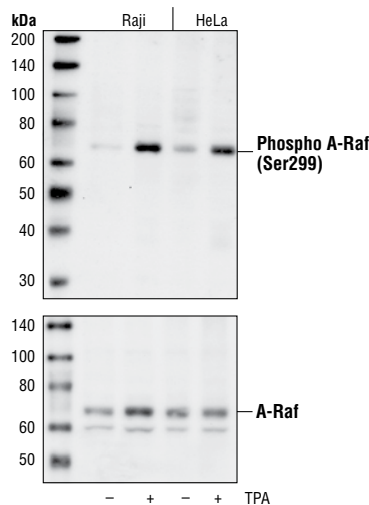 kDa Raji HeLa
200
140
100
80
60
50
40
30
Phospho A-Raf
(Ser299)
140
100
80
60
50
A-Raf
– + – + TPA